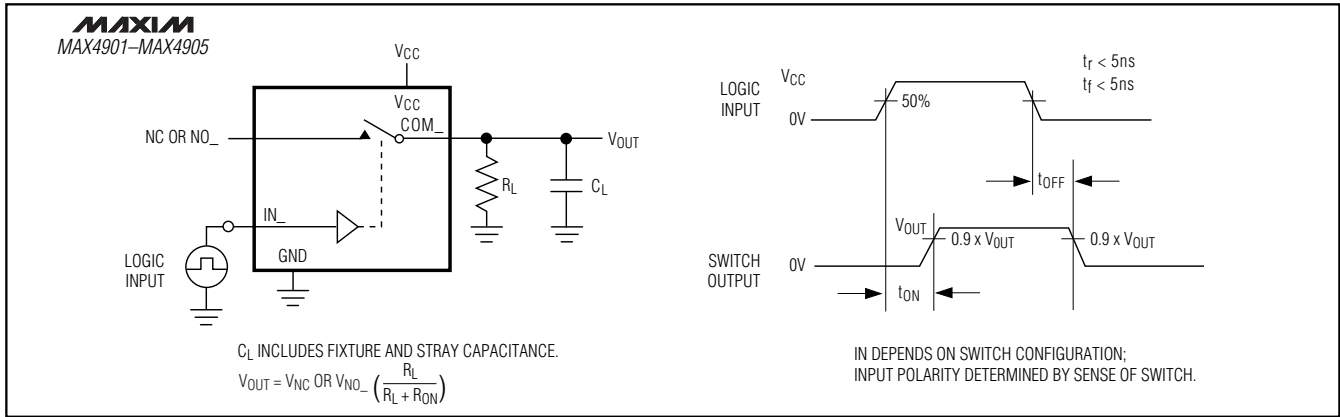 MAXIM
MAX4901–MAX4905
VCC
VCC
COM_
NC OR NO_
VOUT
RL
CL
IN_
LOGIC
INPUT
GND
CL INCLUDES FIXTURE AND STRAY CAPACITANCE.
VOUT = VNC OR VNO_ (RL / RL + RON)
LOGIC
INPUT
VCC
0V
50%
tr < 5ns
tf < 5ns
tOFF
SWITCH
OUTPUT
VOUT
0V
0.9 x VOUT
0.9 x VOUT
tON
IN DEPENDS ON SWITCH CONFIGURATION;
INPUT POLARITY DETERMINED BY SENSE OF SWITCH.